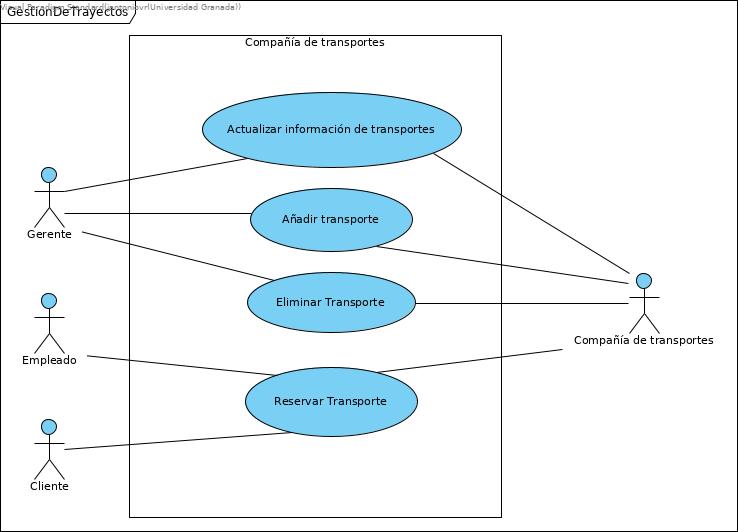 Visual Paradigm Standard(jantoniovr(Universidad Granada))
GestionDeTrayectos
Compañía de transportes
Actualizar información de transportes
Gerente
Añadir transporte
Eliminar Transporte
Compañía de transportes
Empleado
Reservar Transporte
Cliente